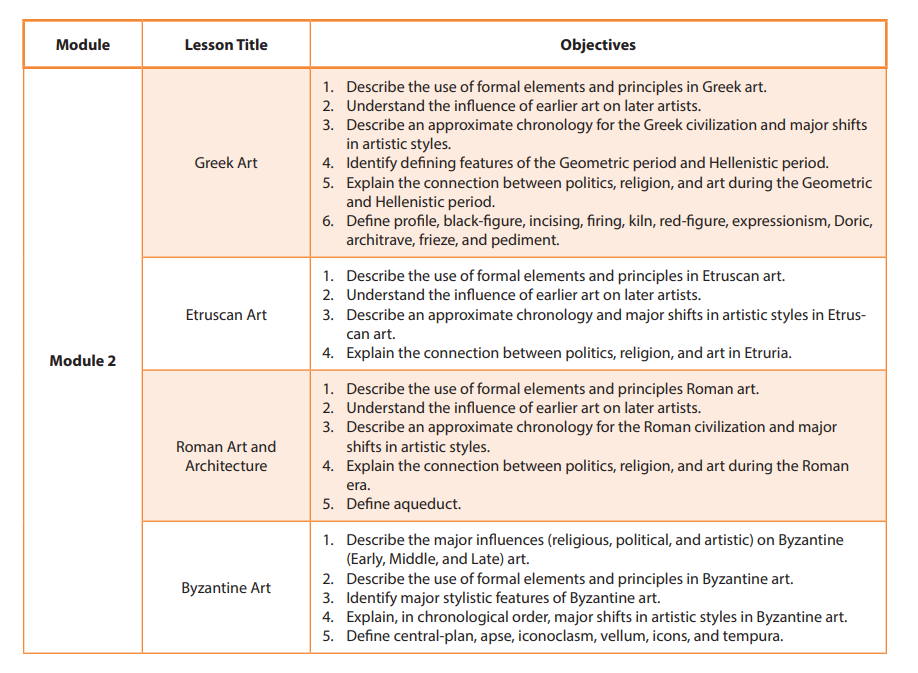 Module Lesson Title Objectives
Module 2
Greek Art
1. Describe the use of formal elements and principles in Greek art.
2. Understand the influence of earlier art on later artists.
3. Describe an approximate chronology for the Greek civilization and major shifts
in artistic styles.
4. Identify defining features of the Geometric period and Hellenistic period.
5. Explain the connection between politics, religion, and art during the Geometric
and Hellenistic period.
6. Define profile, black-figure, incising, firing, kiln, red-figure, expressionism, Doric,
architrave, frieze, and pediment.
Etruscan Art
1. Describe the use of formal elements and principles in Etruscan art.
2. Understand the influence of earlier art on later artists.
3. Describe an approximate chronology and major shifts in artistic styles in Etrus-
can art.
4. Explain the connection between politics, religion, and art in Etruria.
Roman Art and
Architecture
1. Describe the use of formal elements and principles Roman art.
2. Understand the influence of earlier art on later artists.
3. Describe an approximate chronology for the Roman civilization and major
shifts in artistic styles.
4. Explain the connection between politics, religion, and art during the Roman
era.
5. Define aqueduct.
Byzantine Art
1. Describe the major influences (religious, political, and artistic) on Byzantine
(Early, Middle, and Late) art.
2. Describe the use of formal elements and principles in Byzantine art.
3. Identify major stylistic features of Byzantine art.
4. Explain, in chronological order, major shifts in artistic styles in Byzantine art.
5. Define central-plan, apse, iconoclasm, vellum, icons, and tempura.